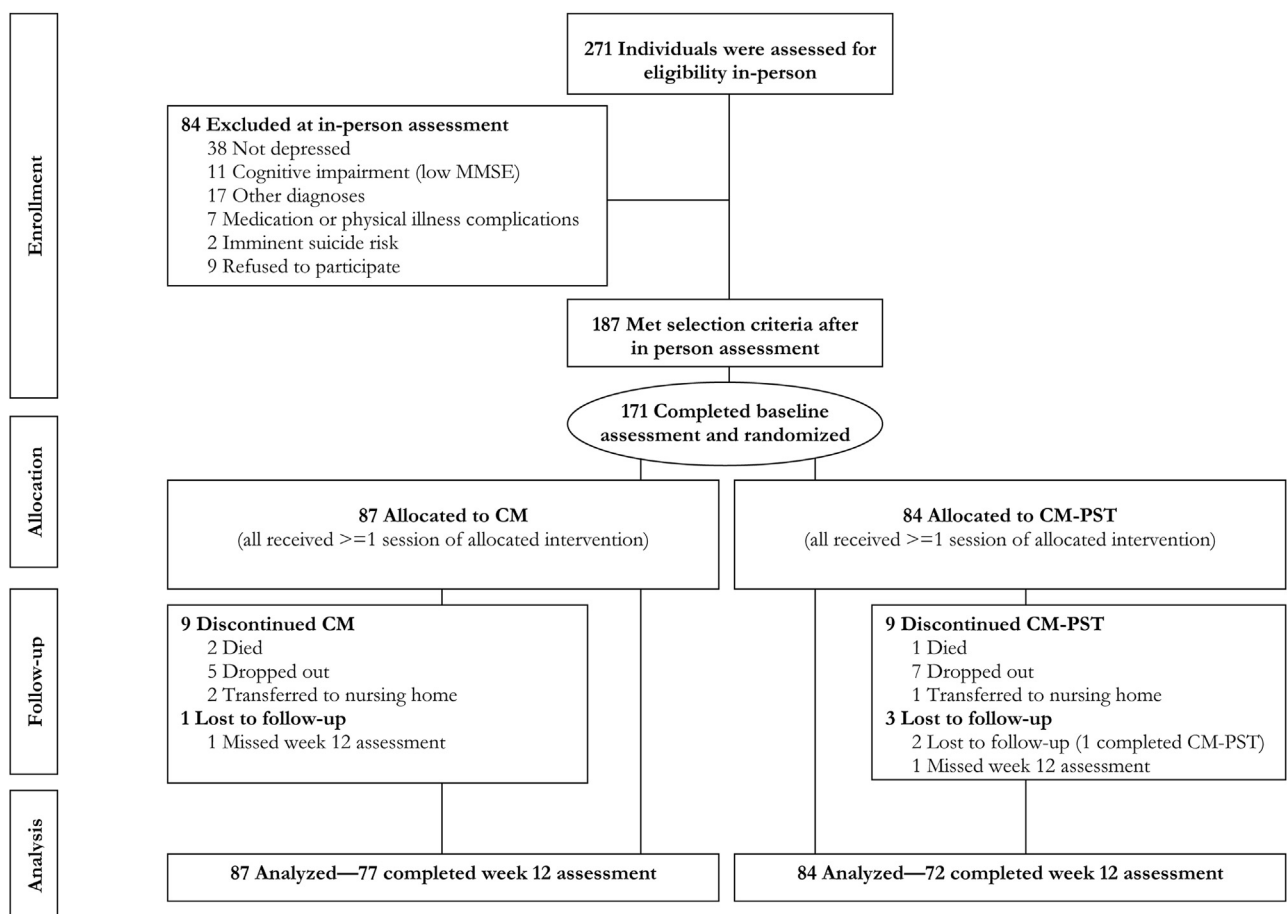 Enrollment
271 Individuals were assessed for
eligibility in-person
84 Excluded at in-person assessment
38 Not depressed
11 Cognitive impairment (low MMSE)
17 Other diagnoses
7 Medication or physical illness complications
2 Imminent suicide risk
9 Refused to participate
187 Met selection criteria after
in person assessment
171 Completed baseline
assessment and randomized
Allocation
87 Allocated to CM
(all received >=1 session of allocated intervention)
84 Allocated to CM-PST
(all received >=1 session of allocated intervention)
Follow-up
9 Discontinued CM
2 Died
5 Dropped out
2 Transferred to nursing home
1 Lost to follow-up
1 Missed week 12 assessment
9 Discontinued CM-PST
1 Died
7 Dropped out
1 Transferred to nursing home
3 Lost to follow-up
2 Lost to follow-up (1 completed CM-PST)
1 Missed week 12 assessment
Analysis
87 Analyzed—77 completed week 12 assessment
84 Analyzed—72 completed week 12 assessment